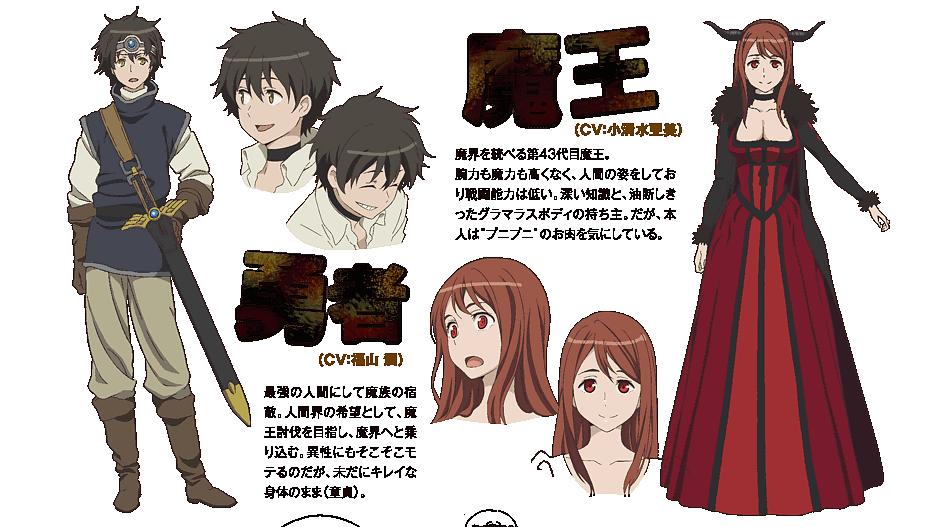 魔王
(CV:小清水亜美)
魔界を統べる第43代目魔王。
腕力も魔力も高くなく、人間の姿をしてお
り戦闘能力は低い。深い知識と、油断しき
ったグラマラスボディの持ち主。だが、本
人は"プニプニ"のお肉を気にしている。
勇者
(CV:福山 潤)
最強の人間にして魔族の宿
敵。人間界の希望として、魔
王討伐を目指し、魔界へと乗
り込む。異性にもそこそこモ
テるのだが、未だにキレイな
身体のまま(童貞)。